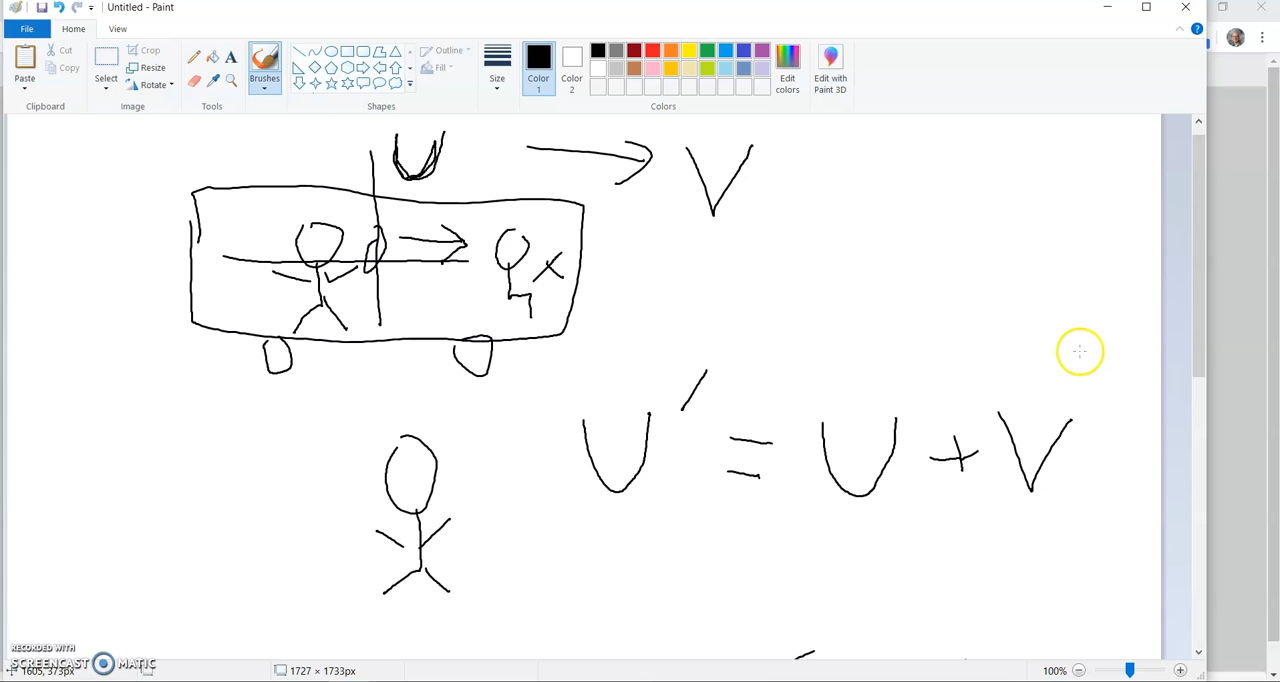 Untitled - Paint
File Home View
Cut
Copy
Paste
Clipboard
Crop
Resize
Rotate
Select
Image
Tools
Brushes
Outline
Fill
Shapes
Size
Color 1
Color 2
Edit colors
Edit with Paint 3D
Colors
U V
X
U′ = U + V
RECORDED WITH
SCREENCAST MATIC
1605, 373px
1727 × 1733px
100%